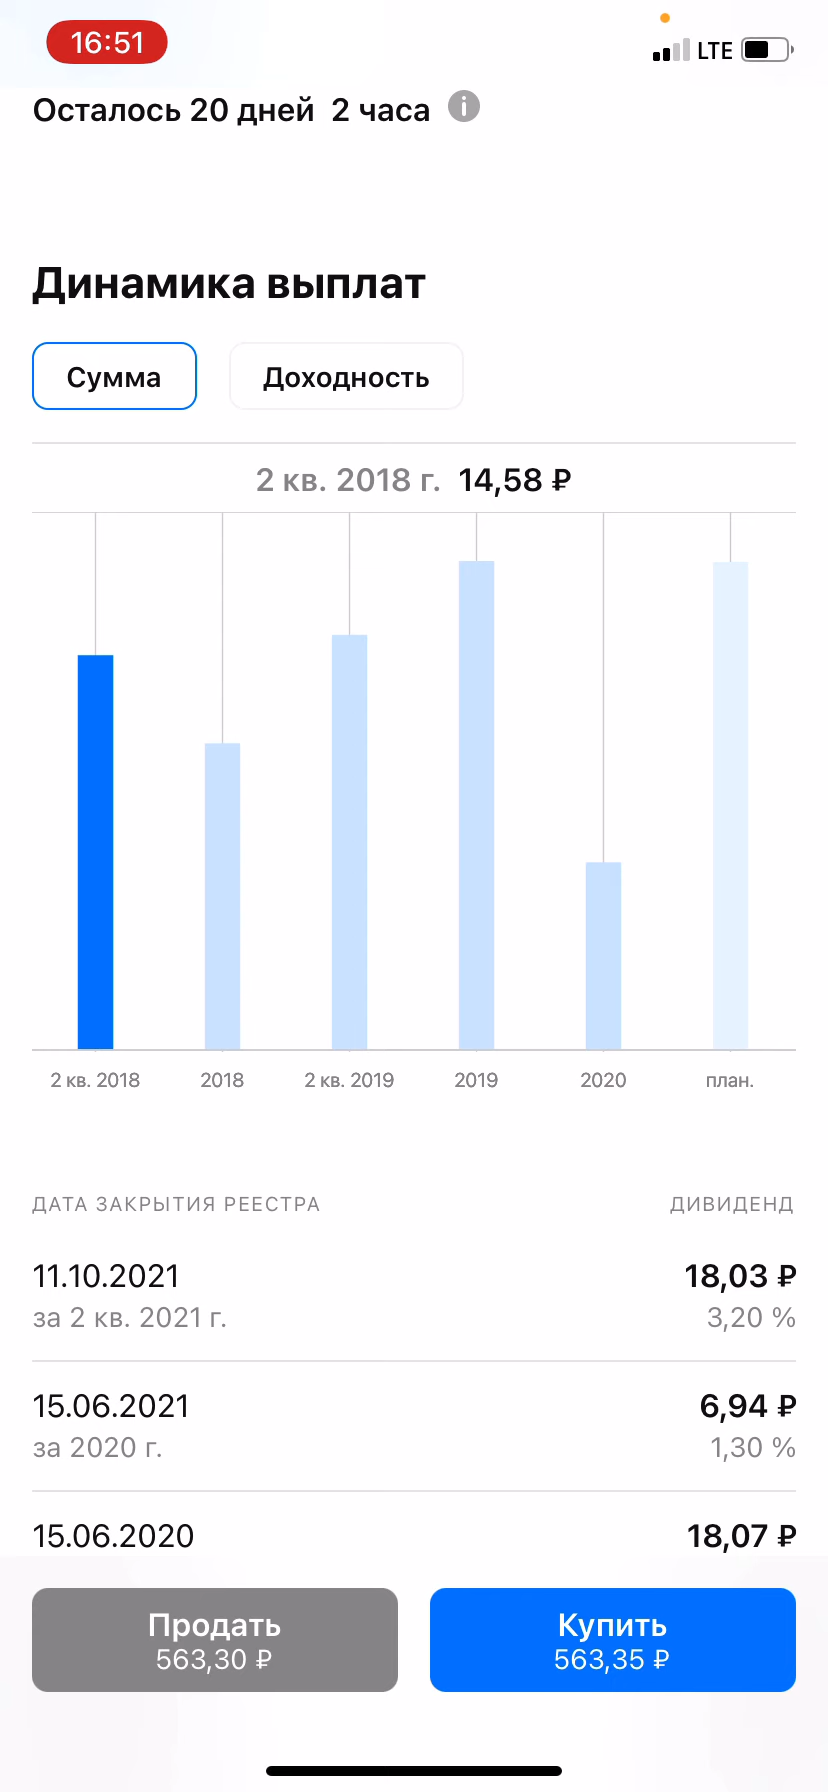 16:51
LTE
Осталось 20 дней 2 часа
Динамика выплат
Сумма
Доходность
2 кв. 2018 г. 14,58 ₽
2 кв. 2018
2018
2 кв. 2019
2019
2020
план.
ДАТА ЗАКРЫТИЯ РЕЕСТРА
ДИВИДЕНД
11.10.2021
18,03 ₽
за 2 кв. 2021 г.
3,20 %
15.06.2021
6,94 ₽
за 2020 г.
1,30 %
15.06.2020
18,07 ₽
Продать
563,30 ₽
Купить
563,35 ₽